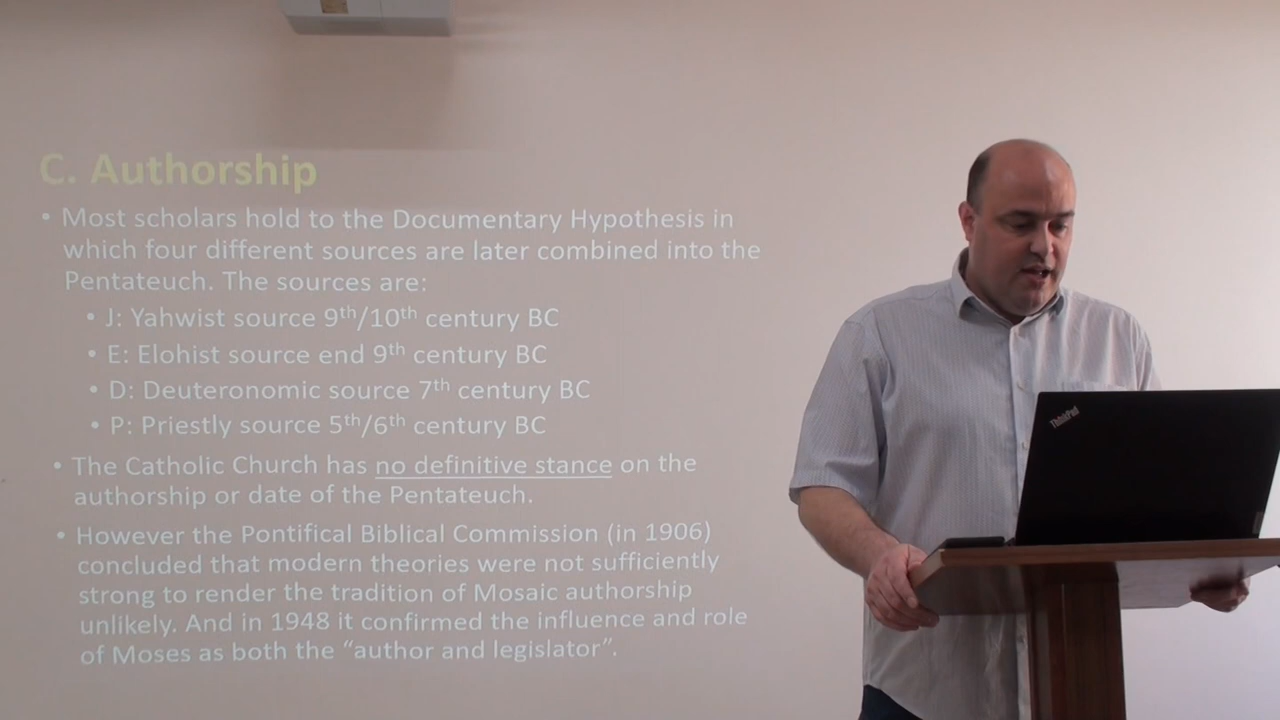 C. Authorship
• Most scholars hold to the Documentary Hypothesis in
which four different sources are later combined into the
Pentateuch. The sources are:
• J: Yahwist source 9th/10th century BC
• E: Elohist source end 9th century BC
• D: Deuteronomic source 7th century BC
• P: Priestly source 5th/6th century BC
• The Catholic Church has no definitive stance on the
authorship or date of the Pentateuch.
• However the Pontifical Biblical Commission (in 1906)
concluded that modern theories were not sufficiently
strong to render the tradition of Mosaic authorship
unlikely. And in 1948 it confirmed the influence and role
of Moses as both the “author and legislator”.
ThinkPad